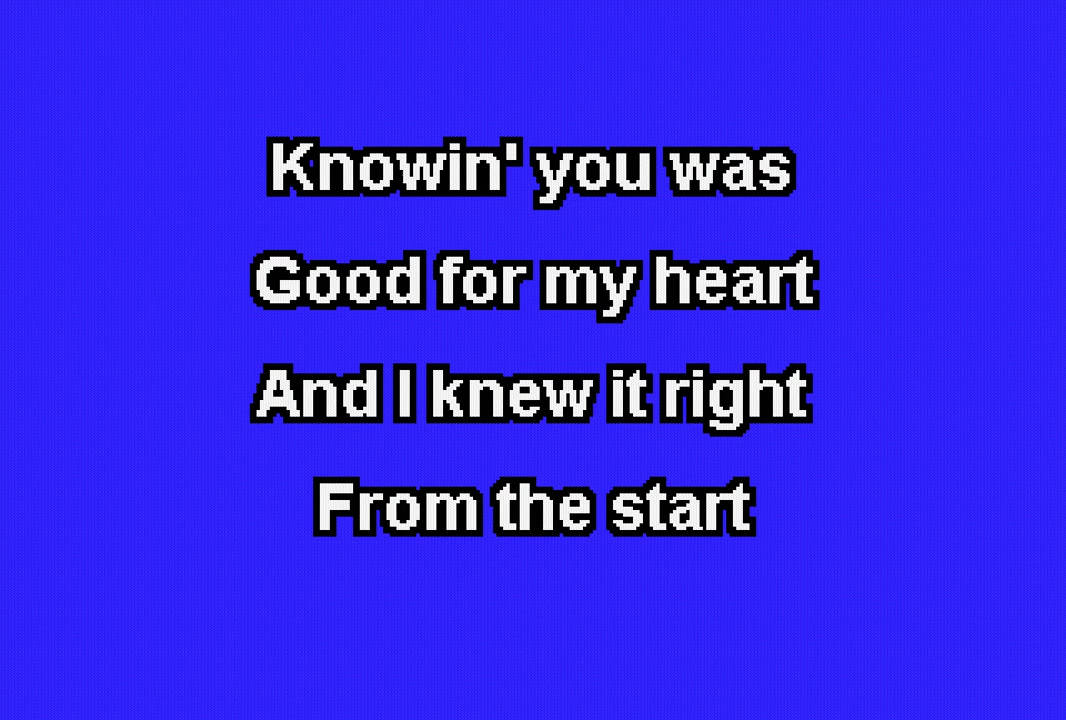 Knowin' you was
Good for my heart
And I knew it right
From the start